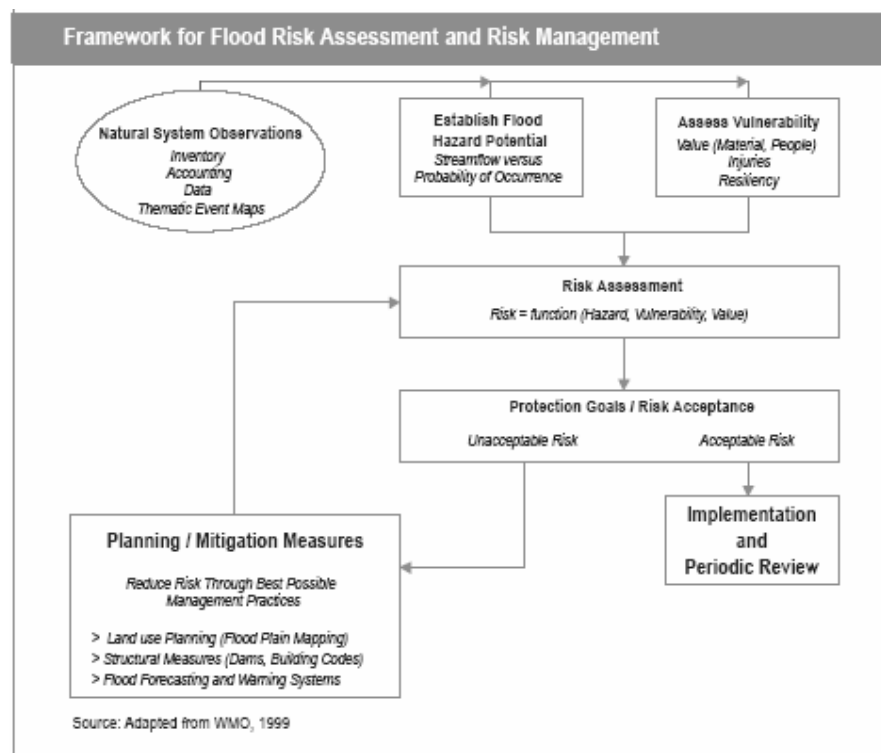 Framework for Flood Risk Assessment and Risk Management
Natural System Observations
Inventory
Accounting
Data
Thematic Event Maps
Establish Flood
Hazard Potential
Streamflow versus
Probability of Occurrence
Assess Vulnerability
Value (Material, People)
Injuries
Resiliency
Risk Assessment
Risk = function (Hazard, Vulnerability, Value)
Protection Goals / Risk Acceptance
Unacceptable Risk
Acceptable Risk
Implementation
and
Periodic Review
Planning / Mitigation Measures
Reduce Risk Through Best Possible
Management Practices
> Land use Planning (Flood Plain Mapping)
> Structural Measures (Dams, Building Codes)
> Flood Forecasting and Warning Systems
Source: Adapted from WMO, 1999